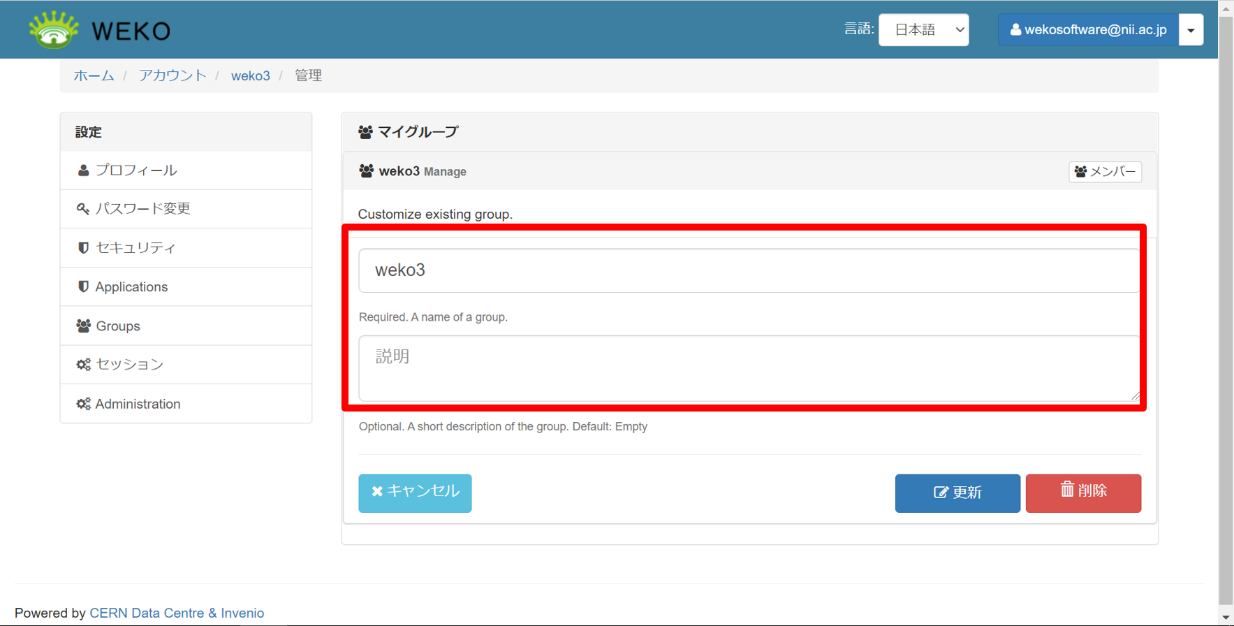 WEKO
言語: 日本語
wekosoftware@nii.ac.jp
ホーム / アカウント / weko3 / 管理
設定
プロフィール
パスワード変更
セキュリティ
Applications
Groups
セッション
Administration
マイグループ
weko3 Manage
メンバー
Customize existing group.
weko3
Required. A name of a group.
説明
Optional. A short description of the group. Default: Empty
キャンセル
更新
削除
Powered by CERN Data Centre & Invenio